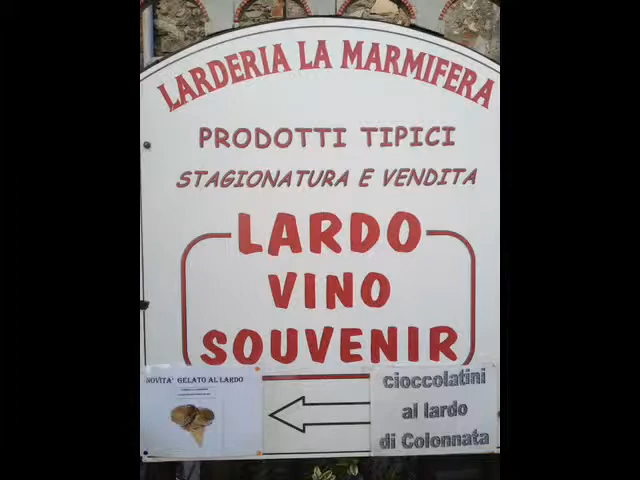 LARDERIA LA MARMIFERA
PRODOTTI TIPICI
STAGIONATURA E VENDITA
LARDO
VINO
SOUVENIR
NOVITA' GELATO AL LARDO
cioccolatini
al lardo
di Colonnata